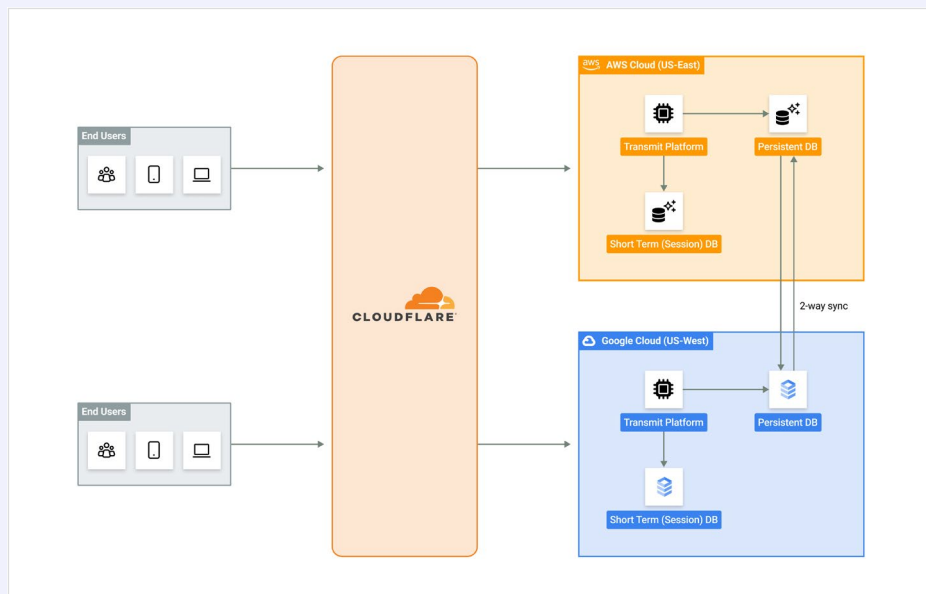 End Users
CLOUDFLARE
aws
AWS Cloud (US-East)
Transmit Platform
Persistent DB
Short Term (Session) DB
2-way sync
End Users
Google Cloud (US-West)
Transmit Platform
Persistent DB
Short Term (Session) DB